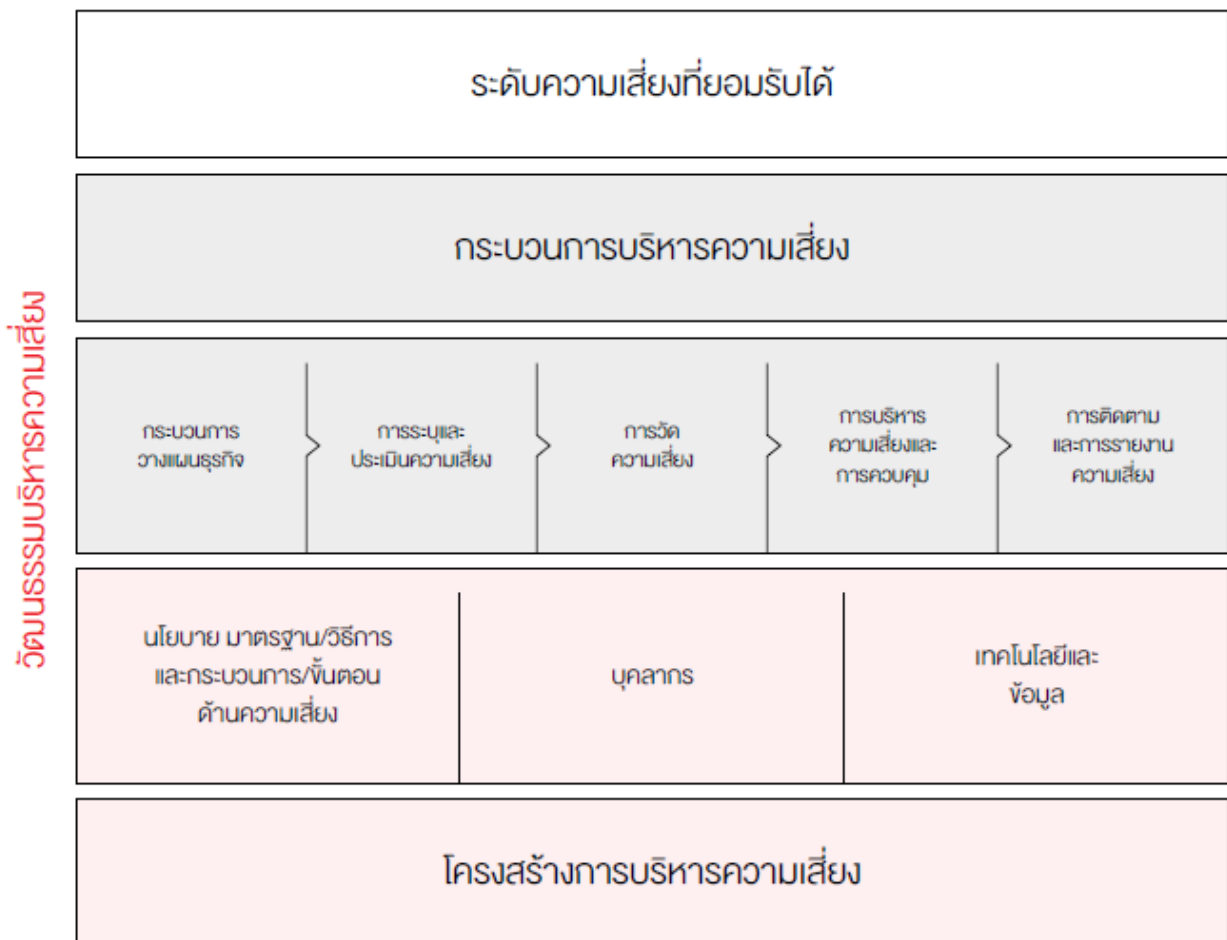 วัฒนธรรมบริหารความเสี่ยง
ระดับความเสี่ยงที่ยอมรับได้
กระบวนการบริหารความเสี่ยง
กระบวนการ
วางแผนธุรกิจ
การระบุและ
ประเมินความเสี่ยง
การวัด
ความเสี่ยง
การบริหาร
ความเสี่ยงและ
การควบคุม
การติดตาม
และการรายงาน
ความเสี่ยง
นโยบาย มาตรฐาน/วิธีการ
และกระบวนการ/ขั้นตอน
ด้านความเสี่ยง
บุคลากร
เทคโนโลยีและ
ข้อมูล
โครงสร้างการบริหารความเสี่ยง